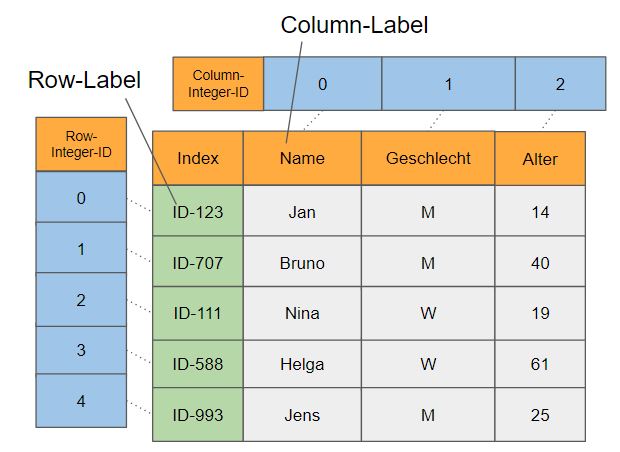 Column-Label
Row-Label
Column-
Integer-ID
0
1
2
Row-
Integer-ID
Index
Name
Geschlecht
Alter
0
ID-123
Jan
M
14
1
ID-707
Bruno
M
40
2
ID-111
Nina
W
19
3
ID-588
Helga
W
61
4
ID-993
Jens
M
25